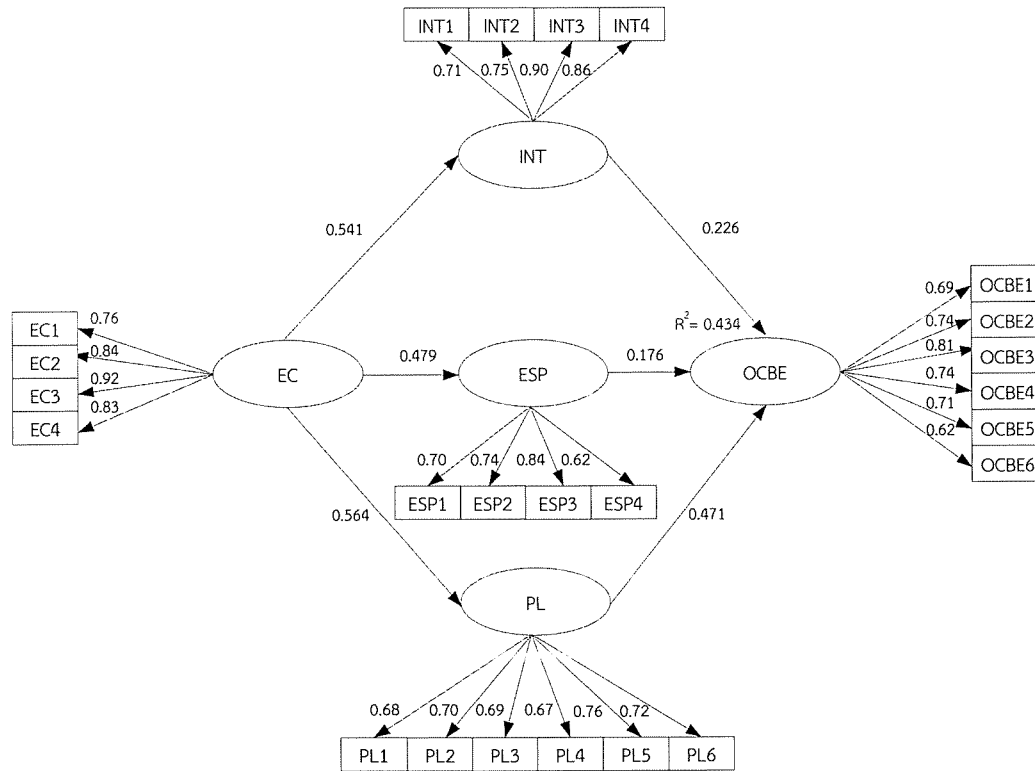 INT1 INT2 INT3 INT4
0.71 0.75 0.90 0.86
INT
0.541
0.226
EC1
EC2
EC3
EC4
0.76
0.84
0.92
0.83
EC
0.479
ESP
0.176
R²= 0.434
OCBE
0.69
0.74
0.81
0.74
0.71
0.62
OCBE1
OCBE2
OCBE3
OCBE4
OCBE5
OCBE6
0.70 0.74 0.84 0.62
ESP1 ESP2 ESP3 ESP4
0.564
0.471
PL
0.68 0.70 0.69 0.67 0.76 0.72
PL1 PL2 PL3 PL4 PL5 PL6